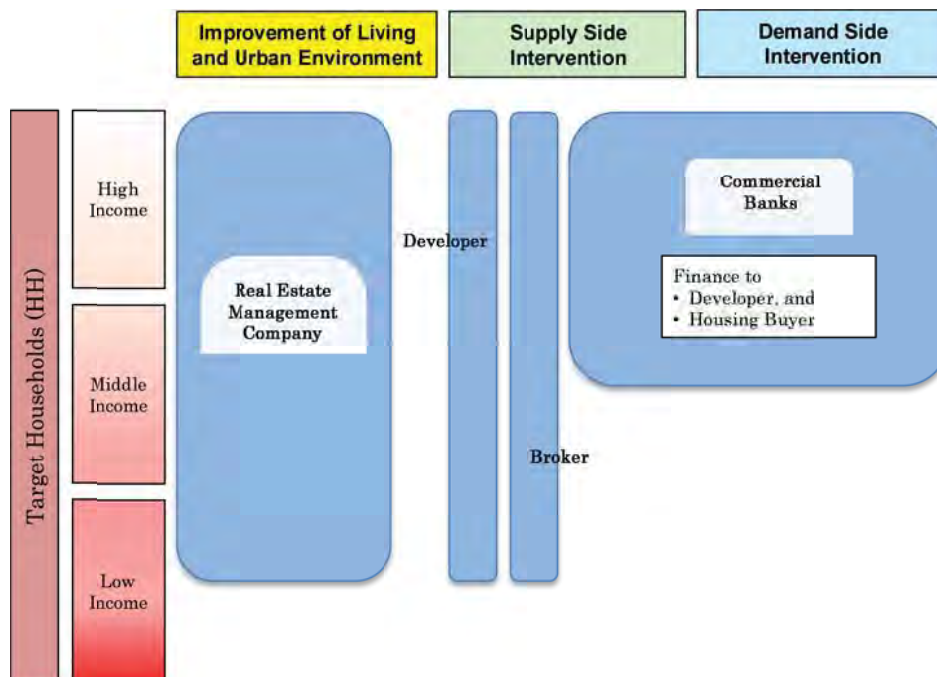 Improvement of Living
and Urban Environment
Supply Side
Intervention
Demand Side
Intervention
Target Households (HH)
High
Income
Middle
Income
Low
Income
Real Estate
Management
Company
Developer
Broker
Commercial
Banks
Finance to
• Developer, and
• Housing Buyer